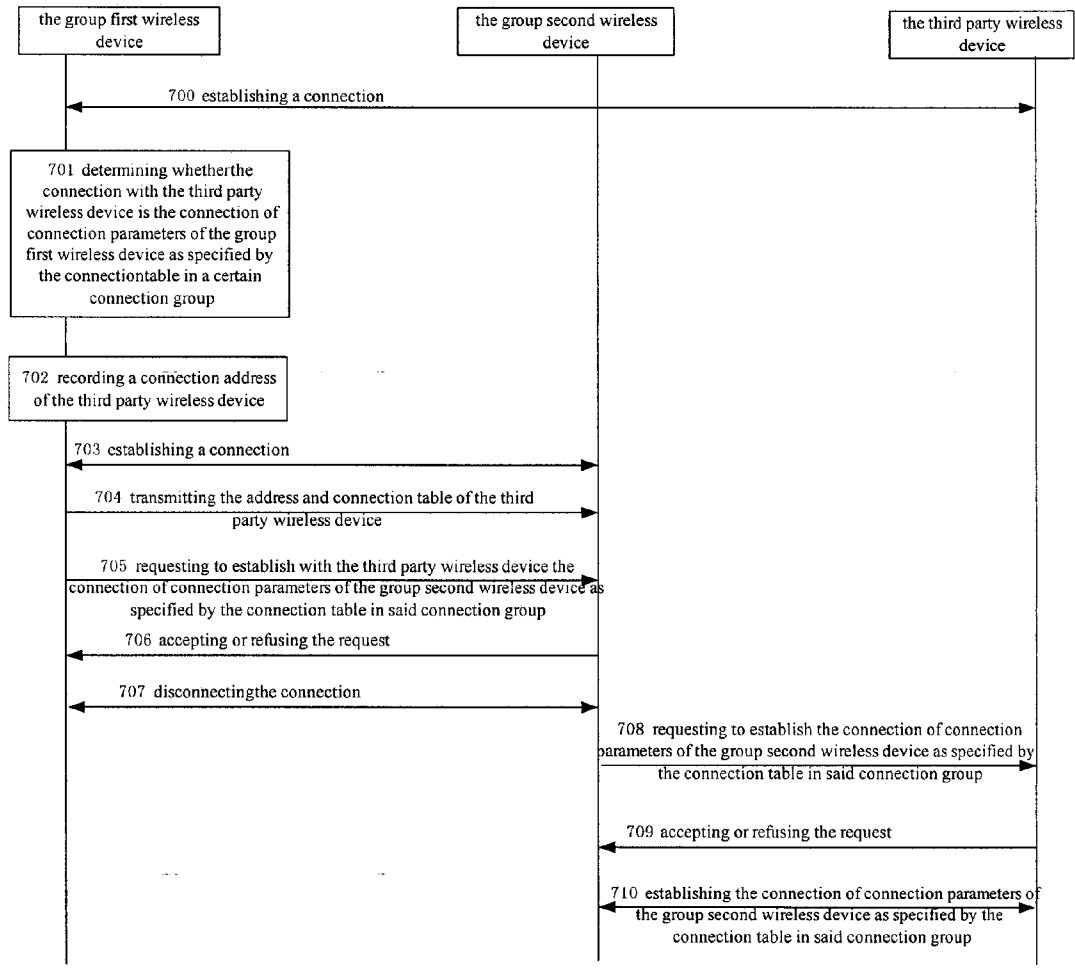 the group first wireless
device
the group second wireless
device
the third party wireless
device
700 establishing a connection
701 determining whetherthe
connection with the third party
wireless device is the connection of
connection parameters of the group
first wireless device as specified by
the connectiontable in a certain
connection group
702 recording a connection address
of the third party wireless device
703 establishing a connection
704 transmitting the address and connection table of the third
party wireless device
705 requesting to establish with the third party wireless device the
connection of connection parameters of the group second wireless device as
specified by the connection table in said connection group
706 accepting or refusing the request
707 disconnectingthe connection
708 requesting to establish the connection of connection
parameters of the group second wireless device as specified by
the connection table in said connection group
709 accepting or refusing the request
710 establishing the connection of connection parameters of
the group second wireless device as specified by the
connection table in said connection group